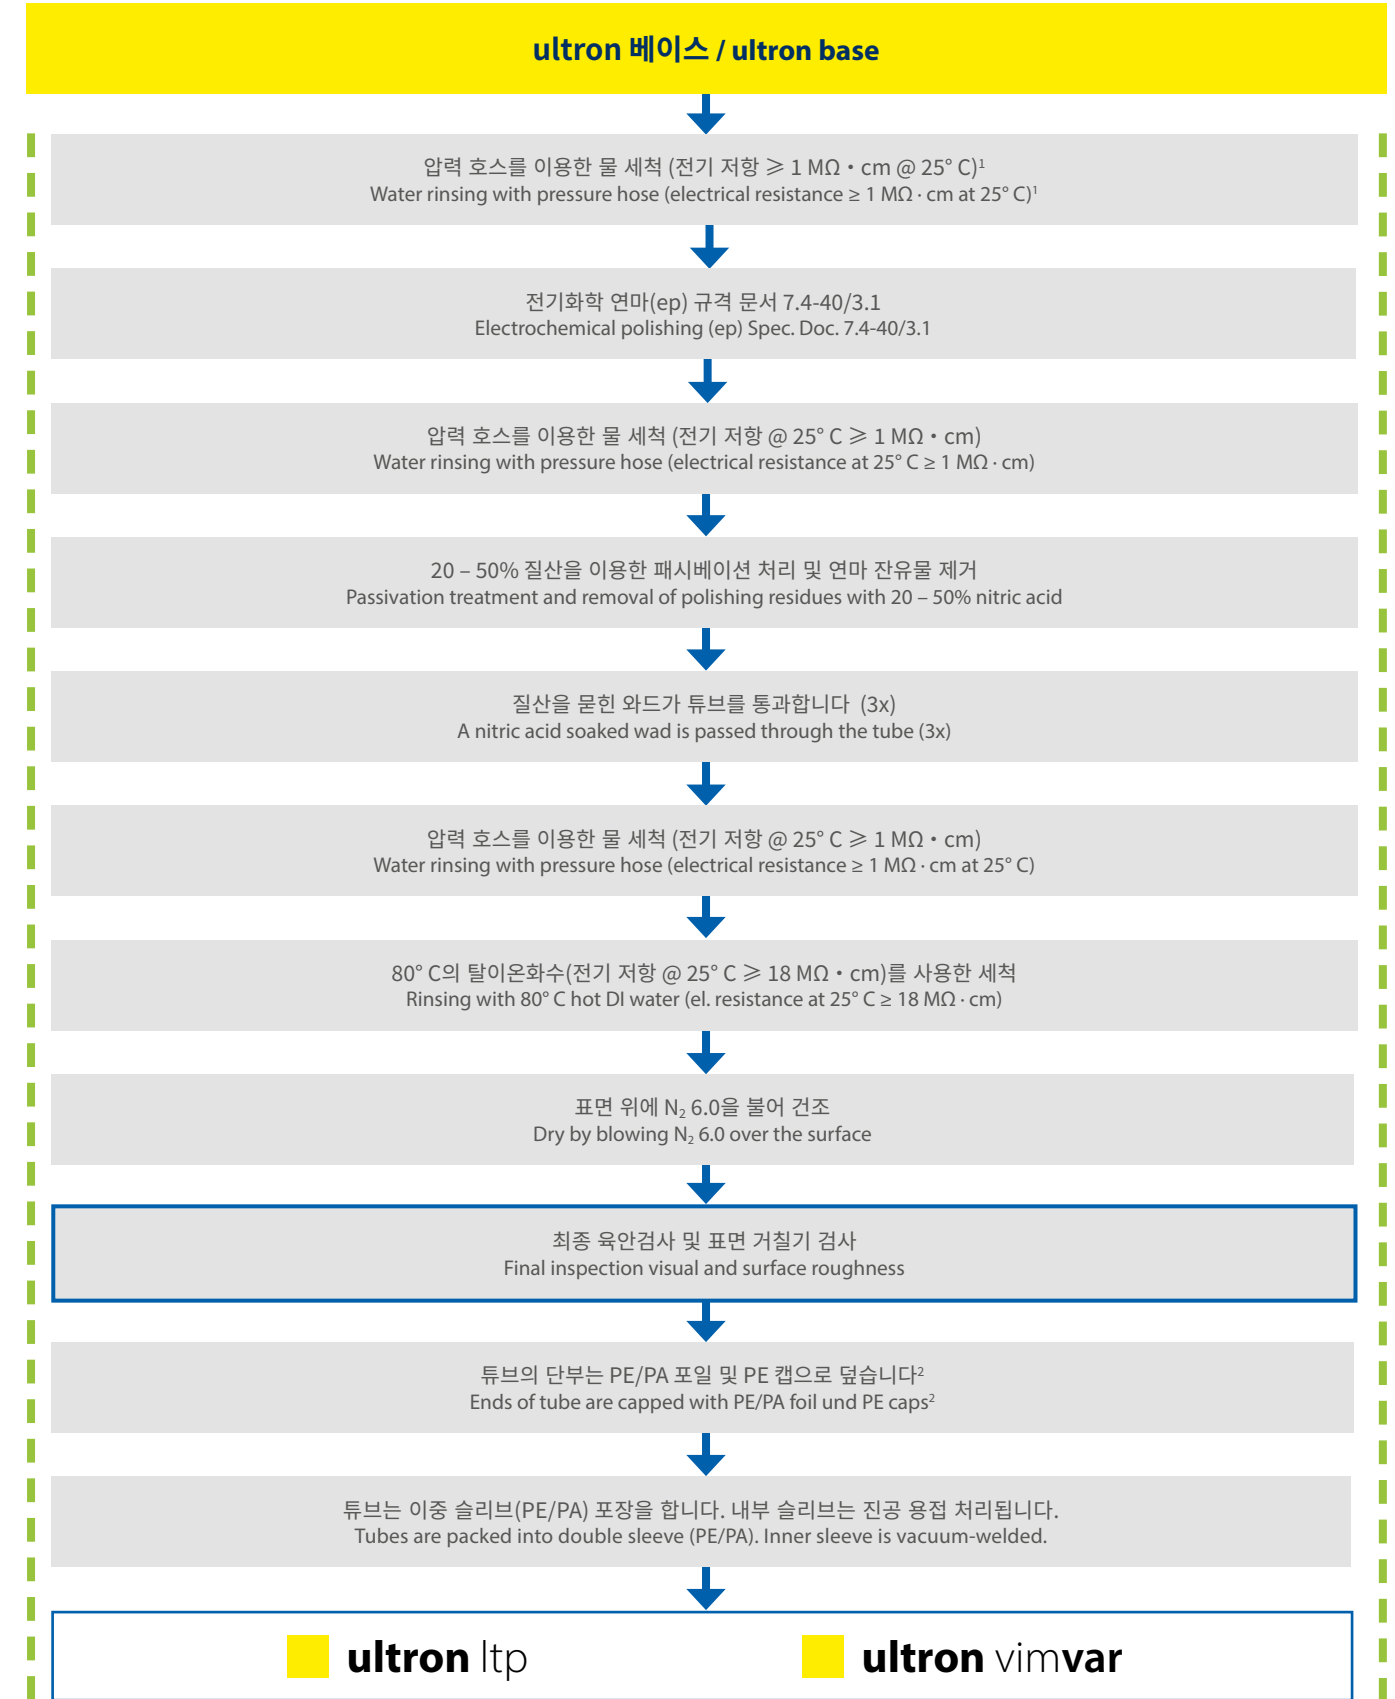 ultron 베이스 / ultron base
압력 호스를 이용한 물 세척 (전기 저항 ⩾ 1 MΩ・cm @ 25° C)¹
Water rinsing with pressure hose (electrical resistance ≥ 1 MΩ · cm at 25° C)¹
전기화학 연마(ep) 규격 문서 7.4-40/3.1
Electrochemical polishing (ep) Spec. Doc. 7.4-40/3.1
압력 호스를 이용한 물 세척 (전기 저항 @ 25° C ⩾ 1 MΩ・cm)
Water rinsing with pressure hose (electrical resistance at 25° C ≥ 1 MΩ · cm)
20 – 50% 질산을 이용한 패시베이션 처리 및 연마 잔유물 제거
Passivation treatment and removal of polishing residues with 20 – 50% nitric acid
질산을 묻힌 와드가 튜브를 통과합니다 (3x)
A nitric acid soaked wad is passed through the tube (3x)
압력 호스를 이용한 물 세척 (전기 저항 @ 25° C ⩾ 1 MΩ・cm)
Water rinsing with pressure hose (electrical resistance ≥ 1 MΩ · cm at 25° C)
80° C의 탈이온화수(전기 저항 @ 25° C ⩾ 18 MΩ・cm)를 사용한 세척
Rinsing with 80° C hot DI water (el. resistance at 25° C ≥ 18 MΩ · cm)
표면 위에 N₂ 6.0을 불어 건조
Dry by blowing N₂ 6.0 over the surface
최종 육안검사 및 표면 거칠기 검사
Final inspection visual and surface roughness
튜브의 단부는 PE/PA 포일 및 PE 캡으로 덮습니다²
Ends of tube are capped with PE/PA foil und PE caps²
튜브는 이중 슬리브(PE/PA) 포장을 합니다. 내부 슬리브는 진공 용접 처리됩니다.
Tubes are packed into double sleeve (PE/PA). Inner sleeve is vacuum-welded.
ultron ltp
ultron vimvar